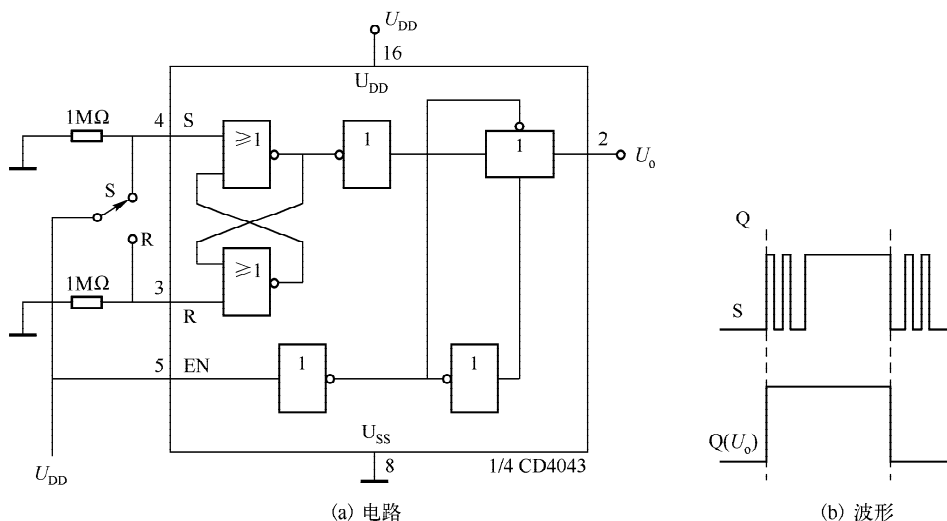 U_DD
16
U_DD
1MΩ
4
S
≥1
1
1
2
U_o
S
R
1MΩ
3
R
≥1
5
EN
1
1
U_SS
U_DD
8
1/4 CD4043
(a) 电路
Q
S
Q(U_o)
(b) 波形